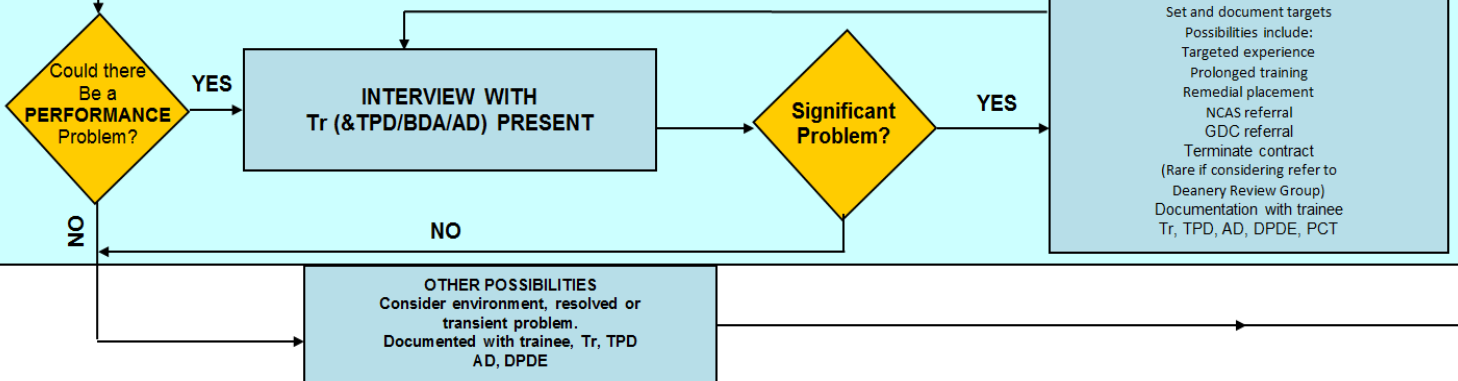 Could there
Be a
PERFORMANCE
Problem?
YES
NO
INTERVIEW WITH
Tr (&TPD/BDA/AD) PRESENT
Significant
Problem?
YES
NO
Set and document targets
Possibilities include:
Targeted experience
Prolonged training
Remedial placement
NCAS referral
GDC referral
Terminate contract
(Rare if considering refer to
Deanery Review Group)
Documentation with trainee
Tr, TPD, AD, DPDE, PCT
OTHER POSSIBILITIES
Consider environment, resolved or
transient problem.
Documented with trainee, Tr, TPD
AD, DPDE